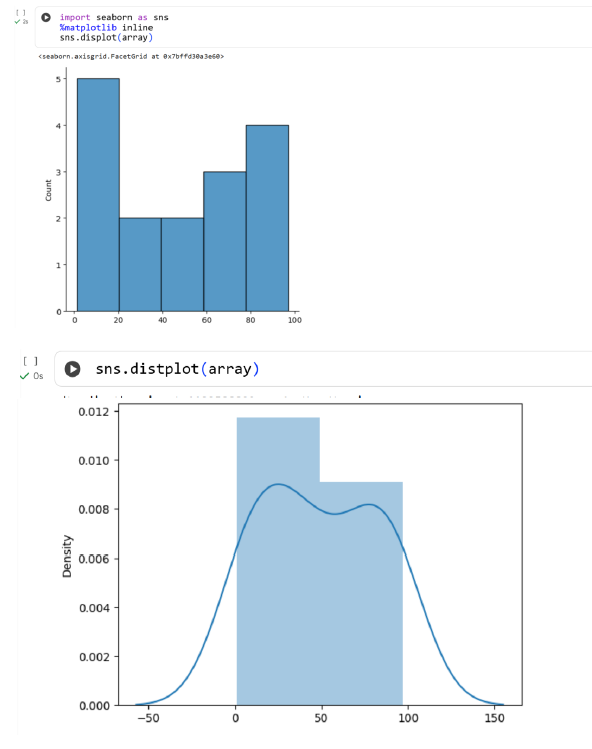 [ ]
2s
import seaborn as sns
%matplotlib inline
sns.displot(array)
<seaborn.axisgrid.FacetGrid at 0x7bffd30a3e60>
5
4
3
2
1
0
Count
0 20 40 60 80 100
[ ]
0s
sns.distplot(array)
0.012
0.010
0.008
0.006
0.004
0.002
0.000
Density
−50 0 50 100 150